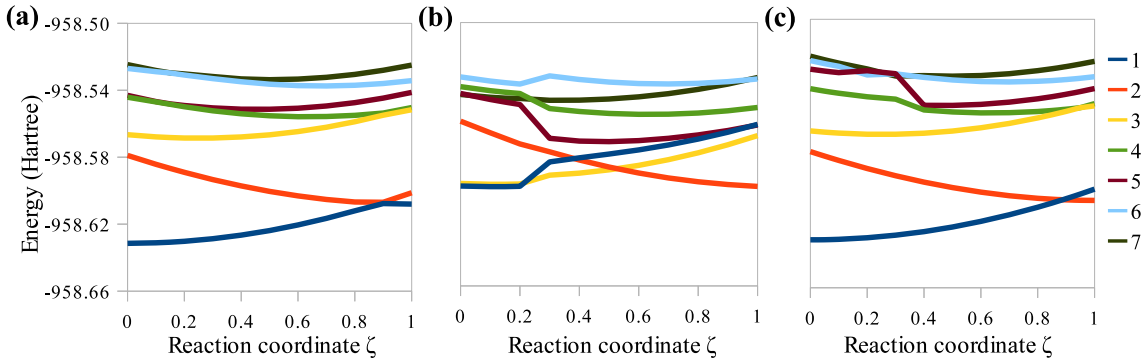 (a)
(b)
(c)
Energy (Hartree)
-958.50
-958.54
-958.58
-958.62
-958.66
0 0.2 0.4 0.6 0.8 1
0 0.2 0.4 0.6 0.8 1
0 0.2 0.4 0.6 0.8 1
Reaction coordinate ζ
Reaction coordinate ζ
Reaction coordinate ζ
1
2
3
4
5
6
7